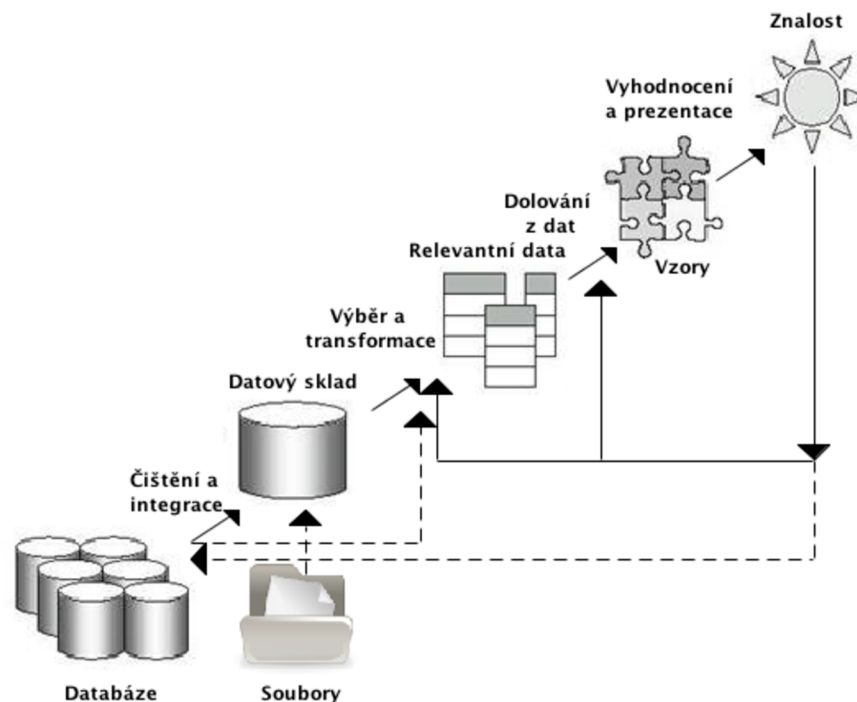 Znalost
Vyhodnocení
a prezentace
Dolování
z dat
Vzory
Relevantní data
Výběr a
transformace
Datový sklad
Čištění a
integrace
Databáze
Soubory